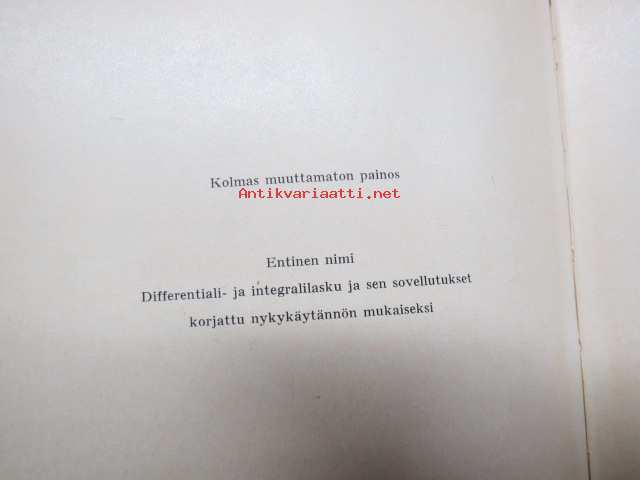 Kolmas muuttamaton painos
Antikvariaatti.net
Entinen nimi
Differentiali- ja integralilasku ja sen sovellutukset
korjattu nykykäytännön mukaiseksi